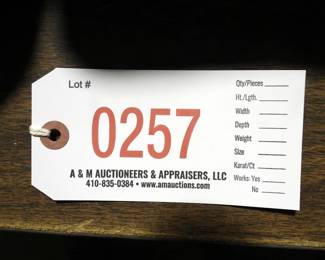 Lot #
0257
A & M AUCTIONEERS & APPRAISERS, LLC
410-835-0384 • www.amauctions.com
Qty/Pieces
Ht./Lgth.
Width
Depth
Weight
Size
Karat/Ct
Works: Yes
No